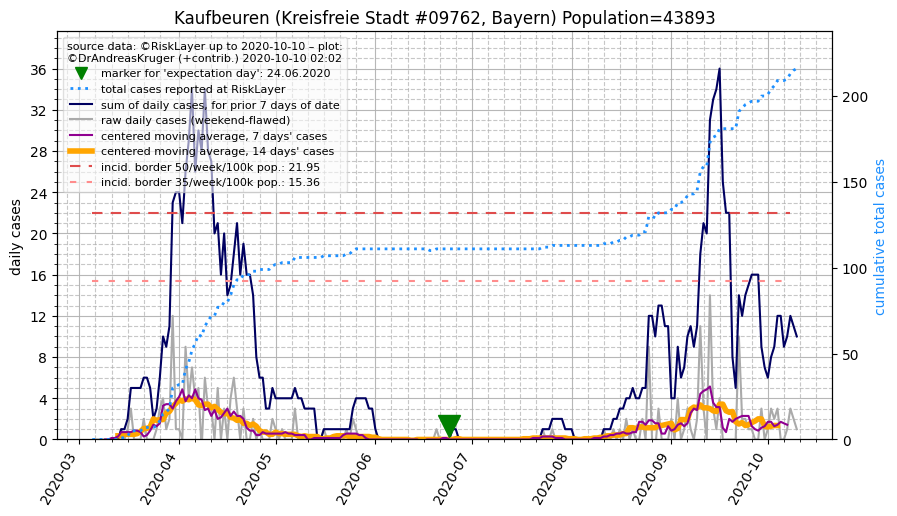 Kaufbeuren (Kreisfreie Stadt #09762, Bayern) Population=43893
source data: ©RiskLayer up to 2020-10-10 – plot:
©DrAndreasKruger (+contrib.) 2020-10-10 02:02
marker for 'expectation day': 24.06.2020
total cases reported at RiskLayer
sum of daily cases, for prior 7 days of date
raw daily cases (weekend-flawed)
centered moving average, 7 days' cases
centered moving average, 14 days' cases
incid. border 50/week/100k pop.: 21.95
incid. border 35/week/100k pop.: 15.36
daily cases
36
32
28
24
20
16
12
8
4
0
cumulative total cases
200
150
100
50
0
2020-03
2020-04
2020-05
2020-06
2020-07
2020-08
2020-09
2020-10